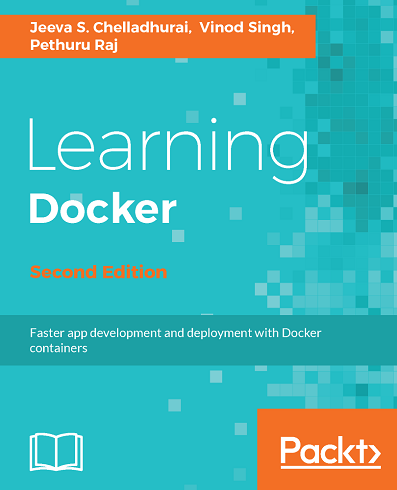 Jeeva S. Chelladhurai, Vinod Singh,
Pethuru Raj
Learning
Docker
Second Edition
Faster app development and deployment with Docker
containers
Packt>